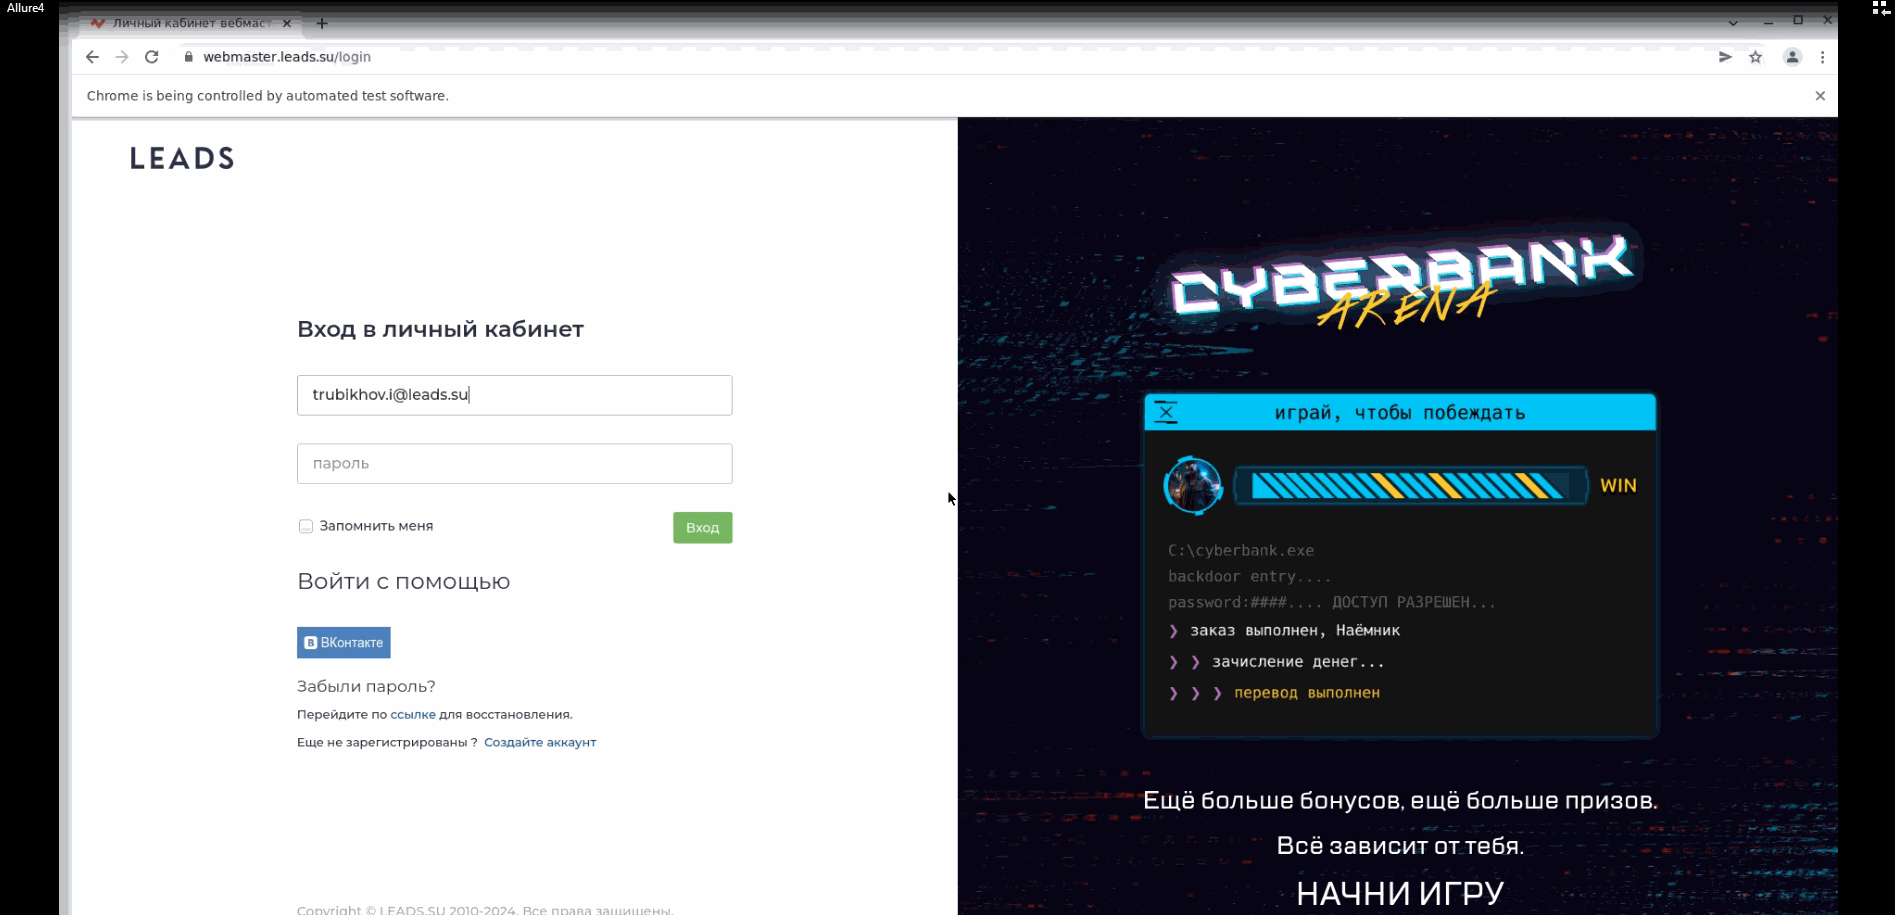 Allure4
Личный кабинет вебмаст
webmaster.leads.su/login
Chrome is being controlled by automated test software.
LEADS
Вход в личный кабинет
trubikhov.i@leads.su
пароль
Запомнить меня
Вход
Войти с помощью
ВКонтакте
Забыли пароль?
Перейдите по ссылке для восстановления.
Еще не зарегистрированы ? Создайте аккаунт
Copyright © LEADS.SU 2010-2024. Все права защищены.
CYBERBANK
ARENA
играй, чтобы побеждать
WIN
C:\cyberbank.exe
backdoor entry....
password:####.... ДОСТУП РАЗРЕШЕН...
❯ заказ выполнен, Наёмник
❯ ❯ зачисление денег...
❯ ❯ ❯ перевод выполнен
Ещё больше бонусов, ещё больше призов.
Всё зависит от тебя.
НАЧНИ ИГРУ